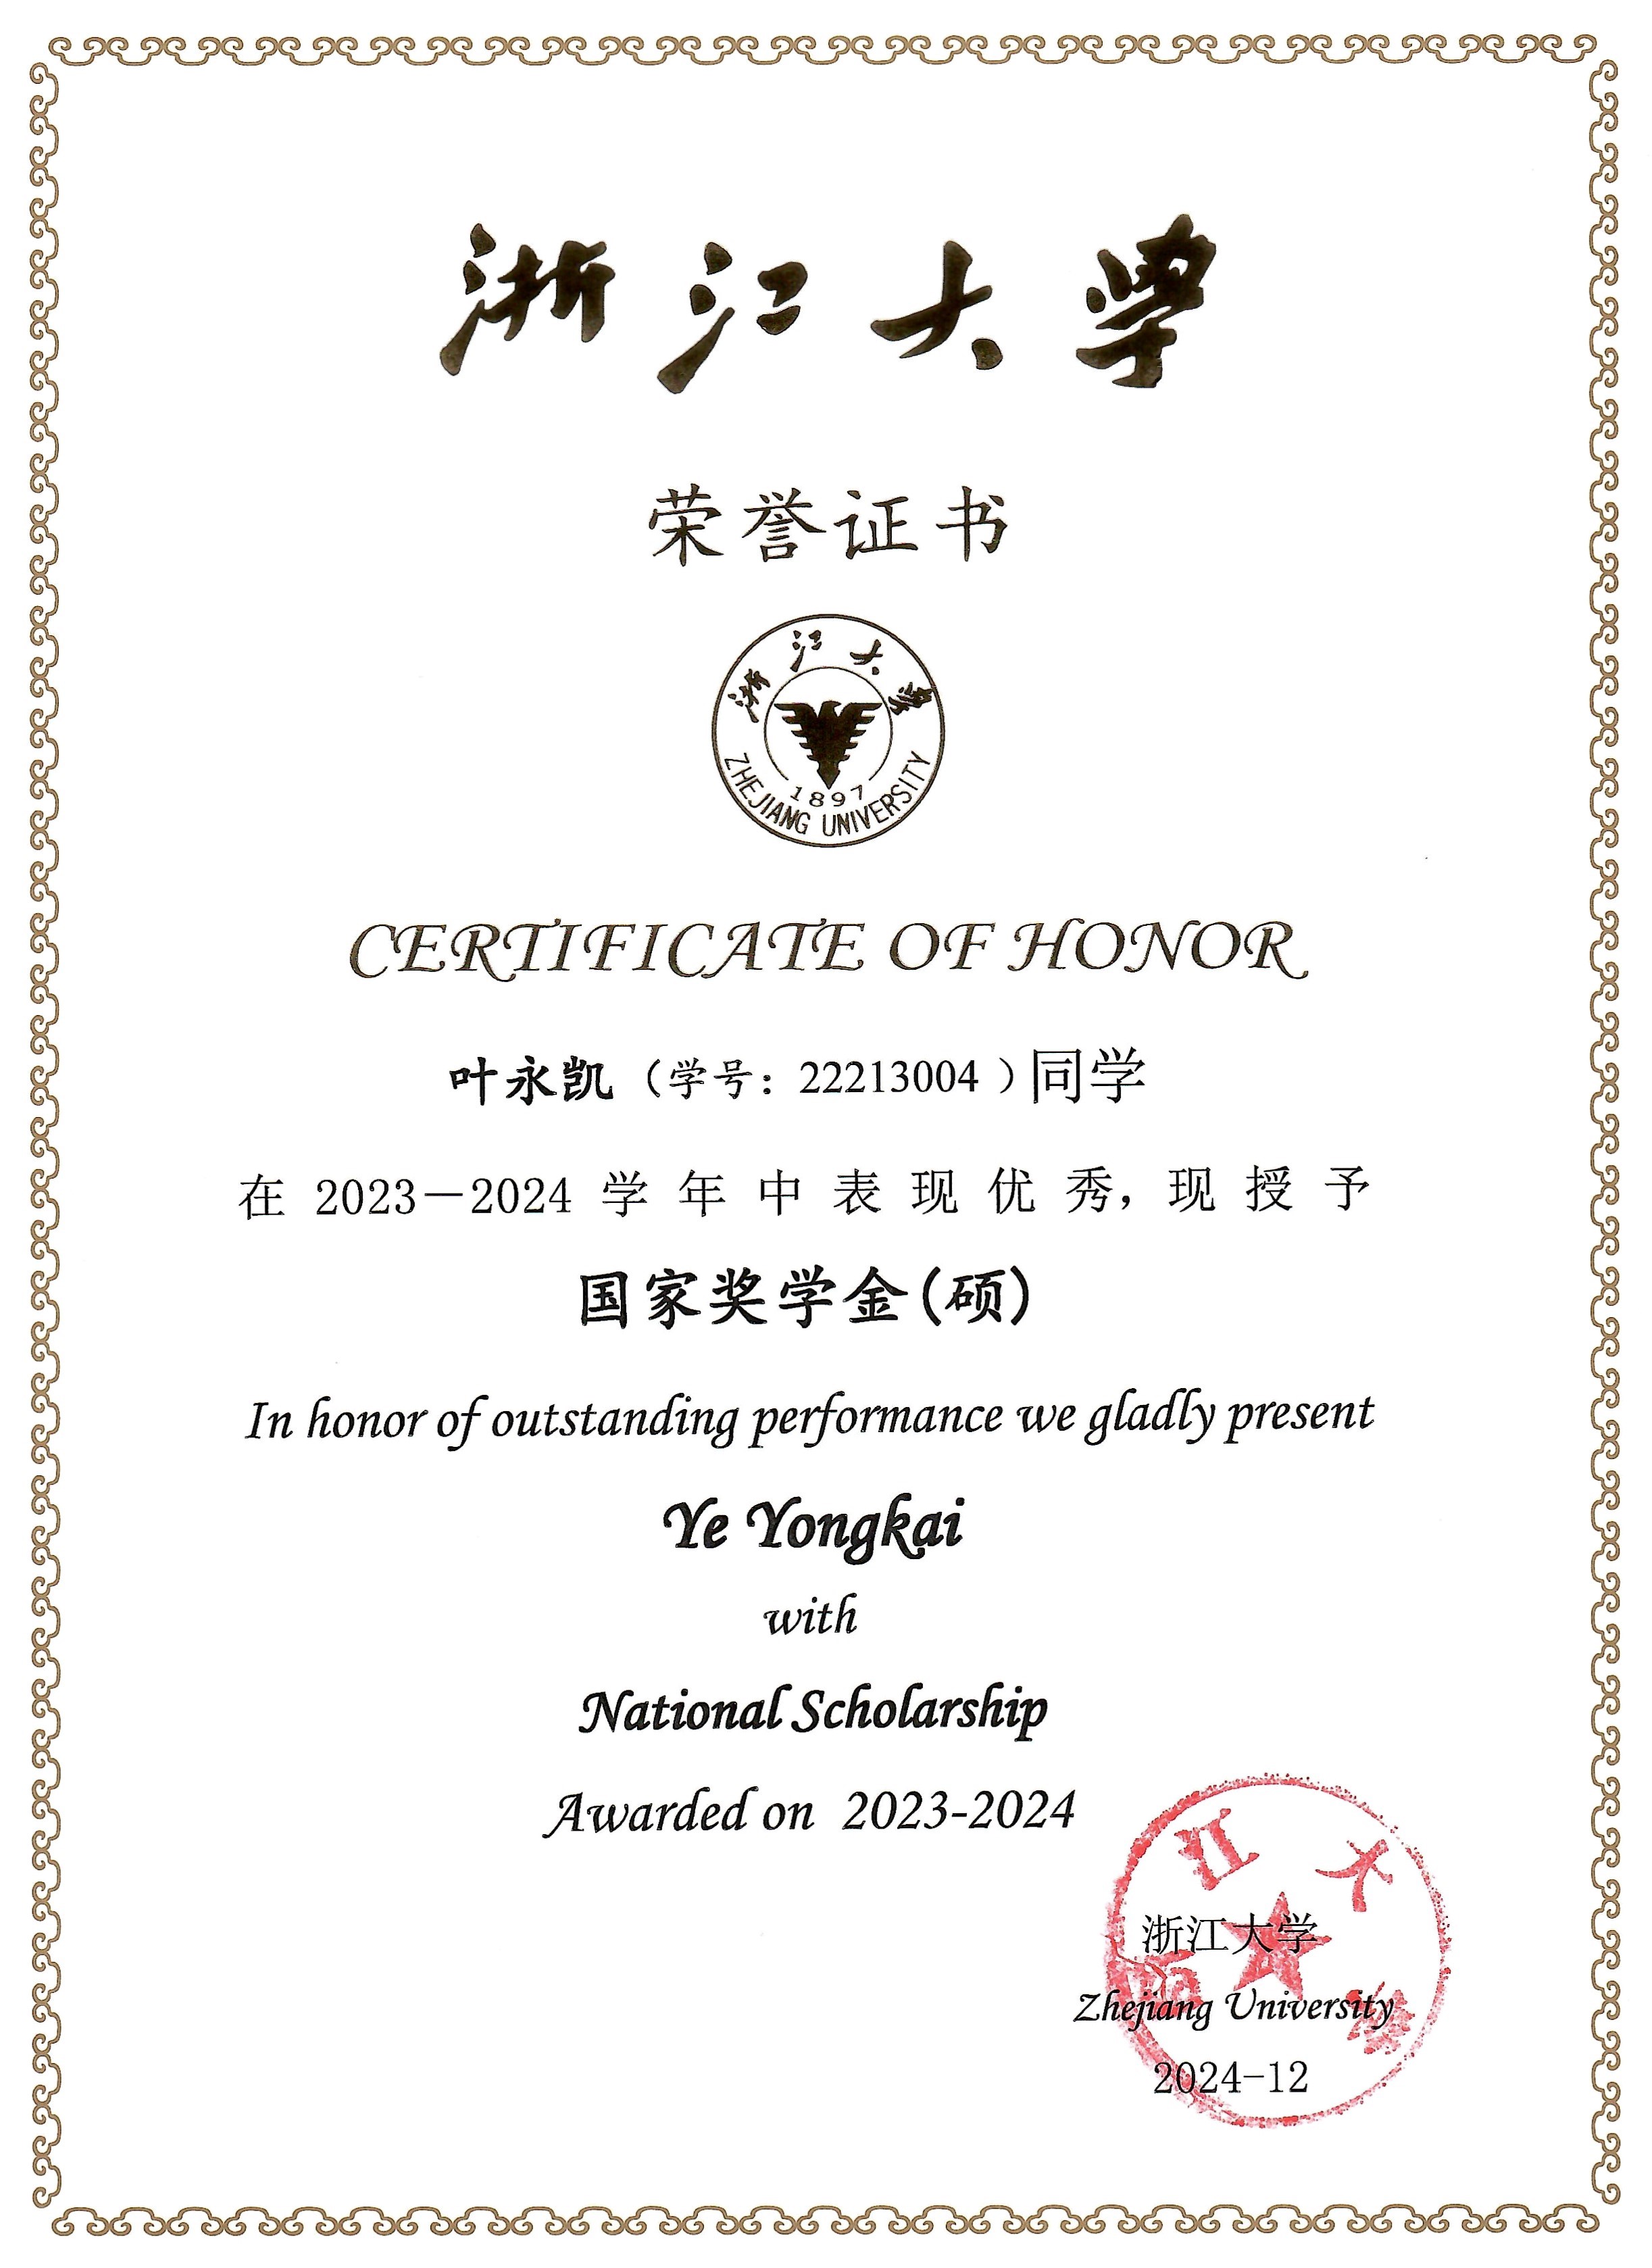 浙江大學
荣誉证书
浙江大學
1897
ZHEJIANG UNIVERSITY
CERTIFICATE OF HONOR
叶永凯（学号：22213004）同学
在 2023－2024 学年中表现优秀，现授予
国家奖学金(硕)
In honor of outstanding performance we gladly present
Ye Yongkai
with
National Scholarship
Awarded on 2023-2024
江大
浙江大学
Zhejiang University
2024-12